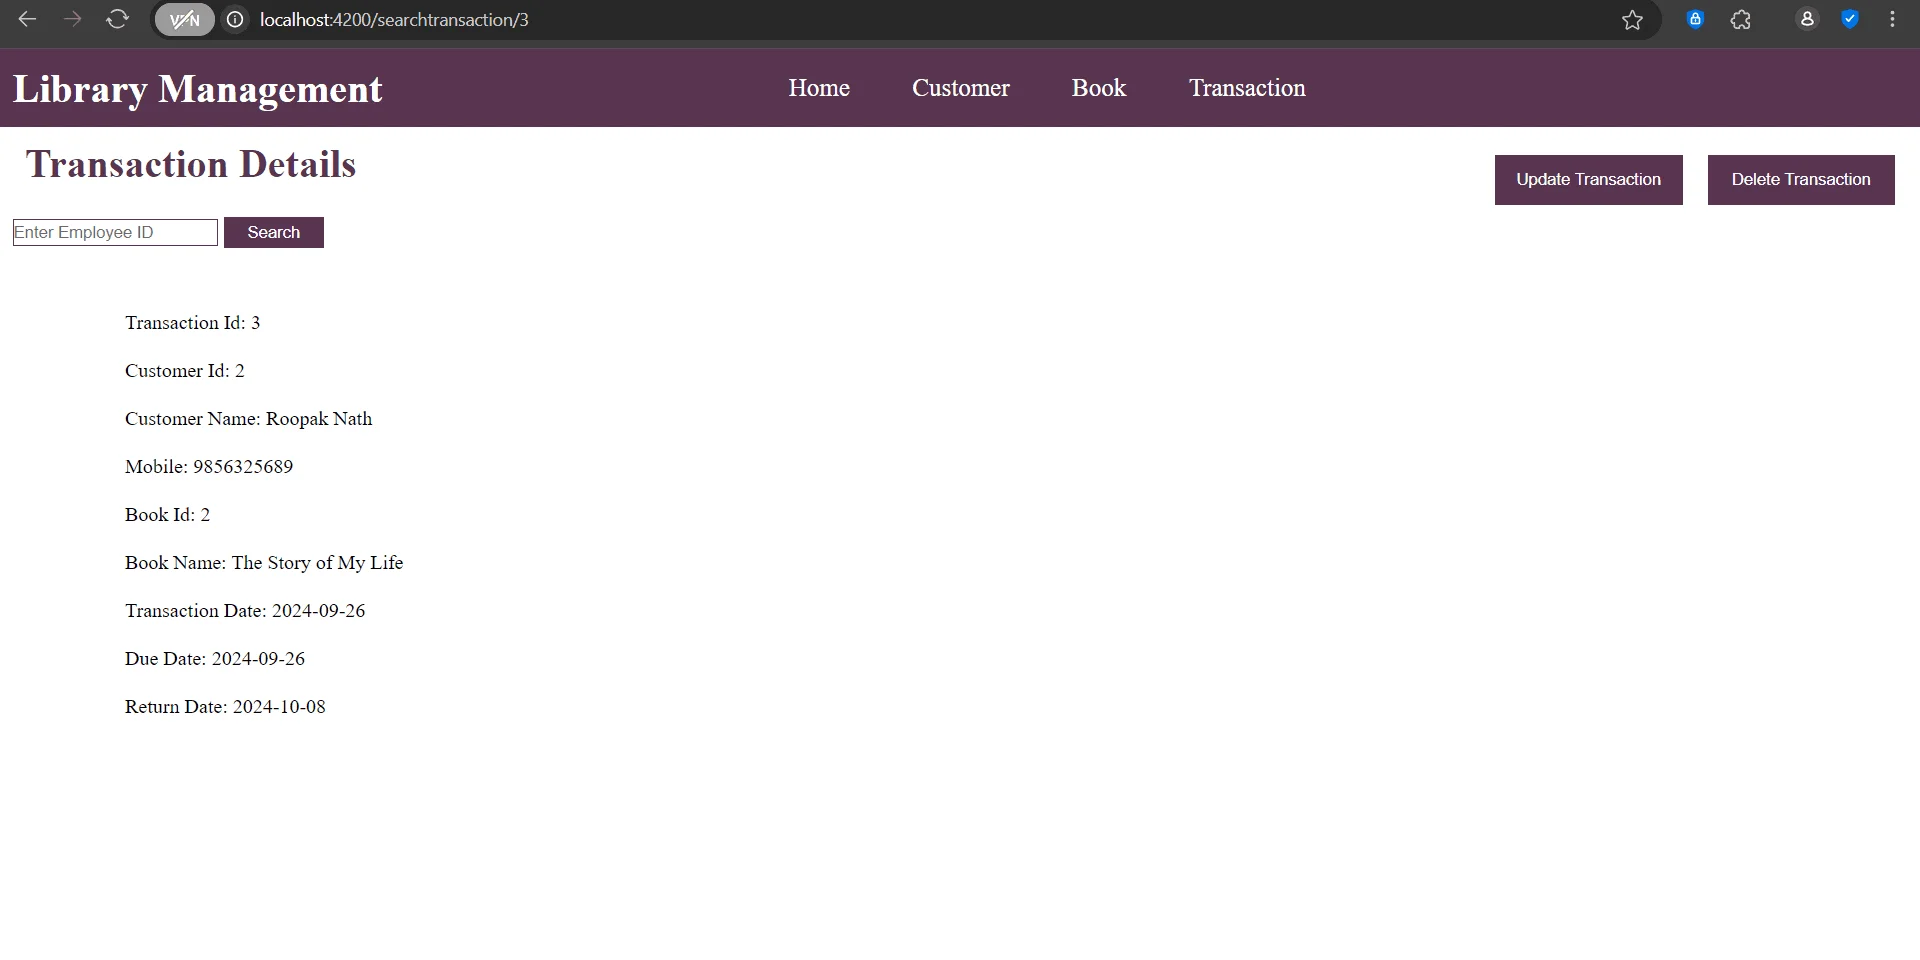 VPN localhost:4200/searchtransaction/3
Library Management Home Customer Book Transaction
Transaction Details
Update Transaction Delete Transaction
Enter Employee ID Search
Transaction Id: 3
Customer Id: 2
Customer Name: Roopak Nath
Mobile: 9856325689
Book Id: 2
Book Name: The Story of My Life
Transaction Date: 2024-09-26
Due Date: 2024-09-26
Return Date: 2024-10-08